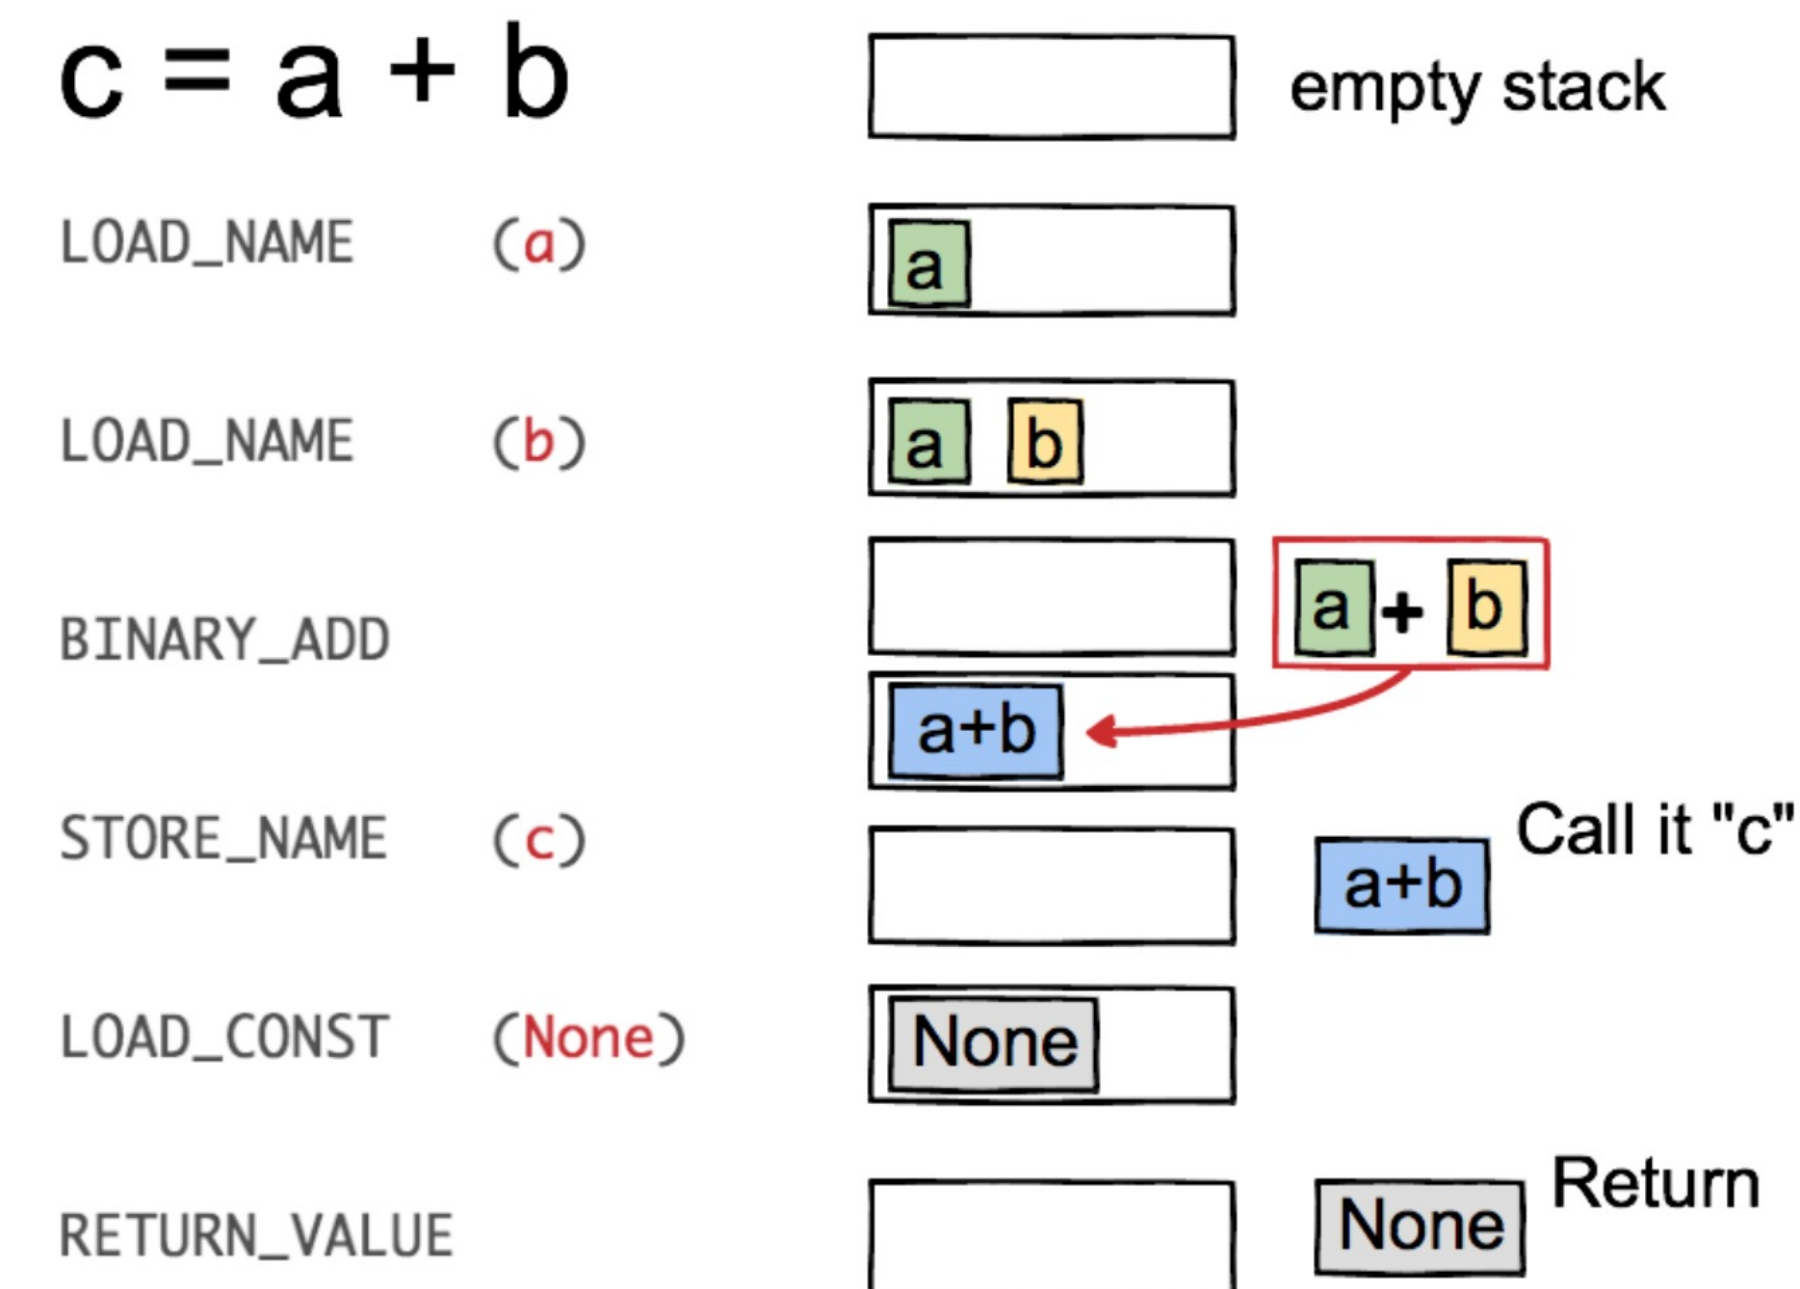 c = a + b
empty stack
LOAD_NAME (a)
a
LOAD_NAME (b)
a b
BINARY_ADD
a + b
a+b
STORE_NAME (c)
a+b
Call it "c"
LOAD_CONST (None)
None
RETURN_VALUE
None
Return